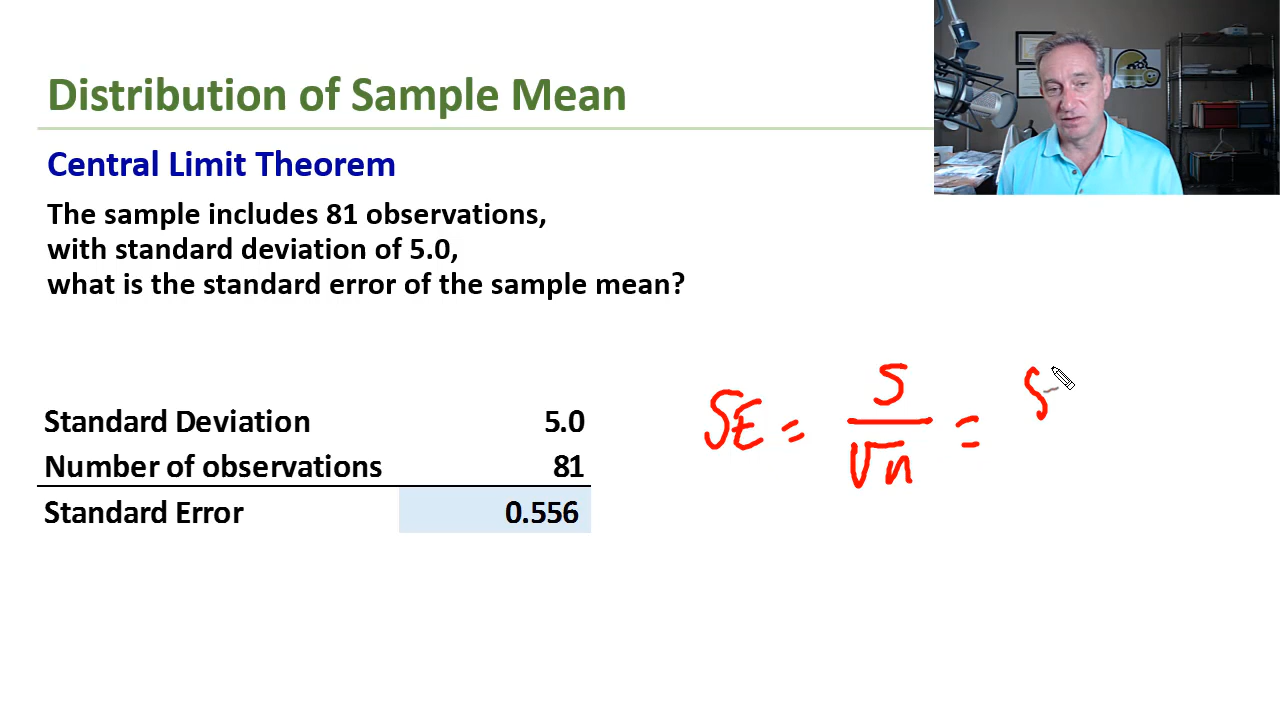 Distribution of Sample Mean
Central Limit Theorem
The sample includes 81 observations,
with standard deviation of 5.0,
what is the standard error of the sample mean?
Standard Deviation 5.0
Number of observations 81
Standard Error 0.556
SE = S / √n = 5